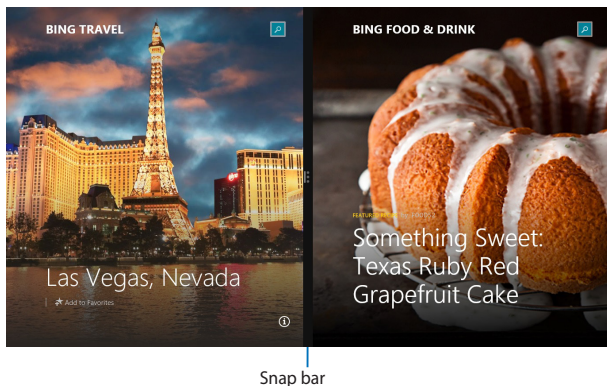 BING TRAVEL
Las Vegas, Nevada
Add to Favorites
BING FOOD & DRINK
Something Sweet:
Texas Ruby Red
Grapefruit Cake
Snap bar